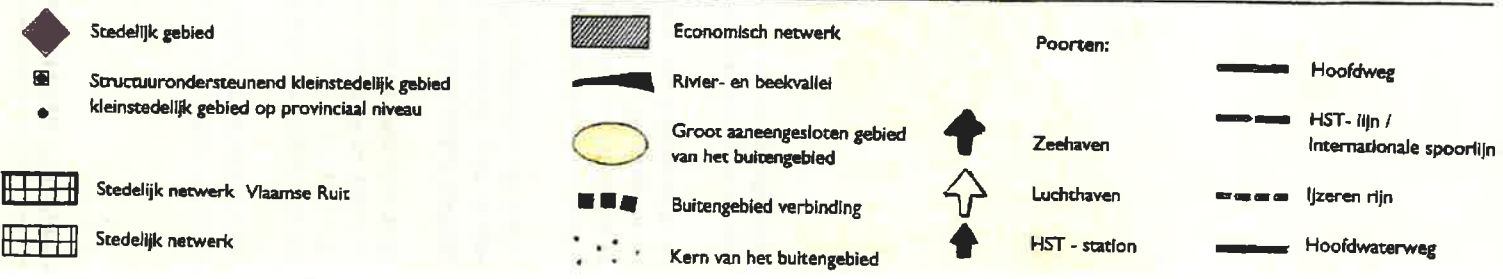 Stedelijk gebied
Structuurondersteunend kleinstedelijk gebied
kleinstedelijk gebied op provinciaal niveau
Stedelijk netwerk Vlaamse Ruit
Stedelijk netwerk
Economisch netwerk
Rivier- en beekvallei
Groot aaneengesloten gebied
van het buitengebied
Buitengebied verbinding
Kern van het buitengebied
Poorten:
Zeehaven
Luchthaven
HST - station
Hoofdweg
HST- lijn /
Internationale spoorlijn
Ijzeren rijn
Hoofdwaterweg